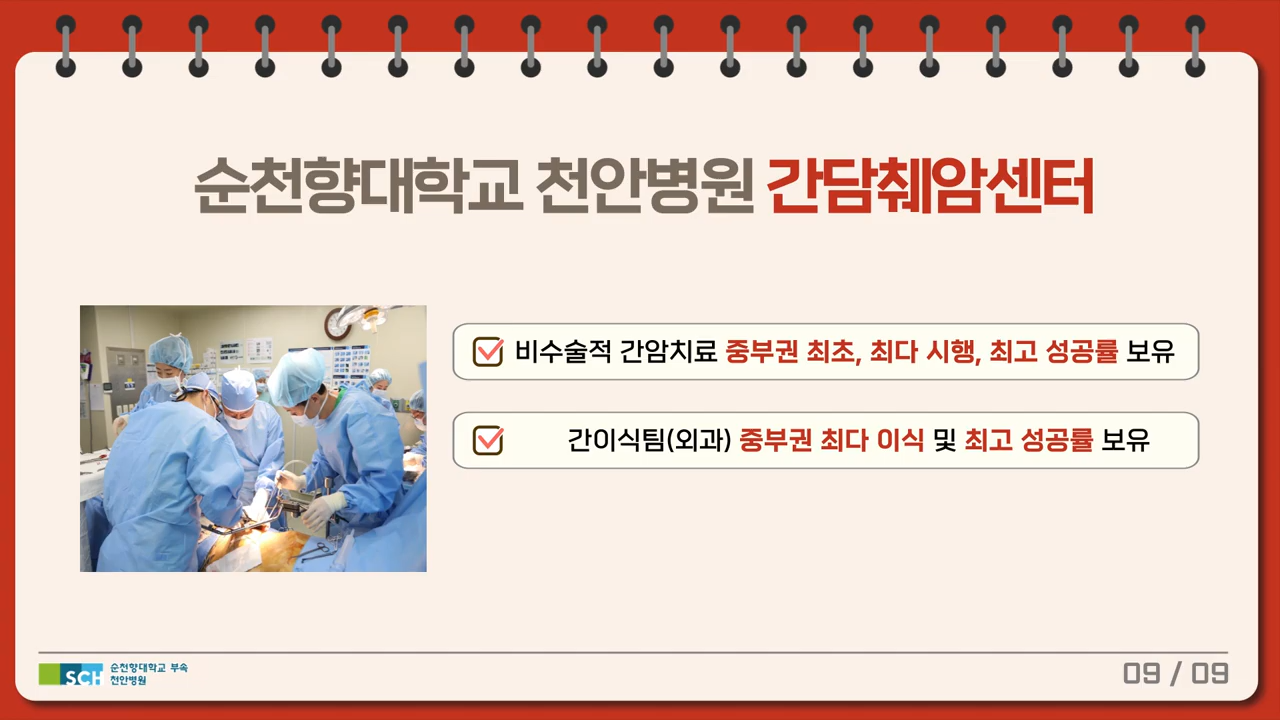 순천향대학교 천안병원 간담췌암센터
비수술적 간암치료 중부권 최초, 최다 시행, 최고 성공률 보유
간이식팀(외과) 중부권 최다 이식 및 최고 성공률 보유
SCH
순천향대학교 부속
천안병원
09 / 09